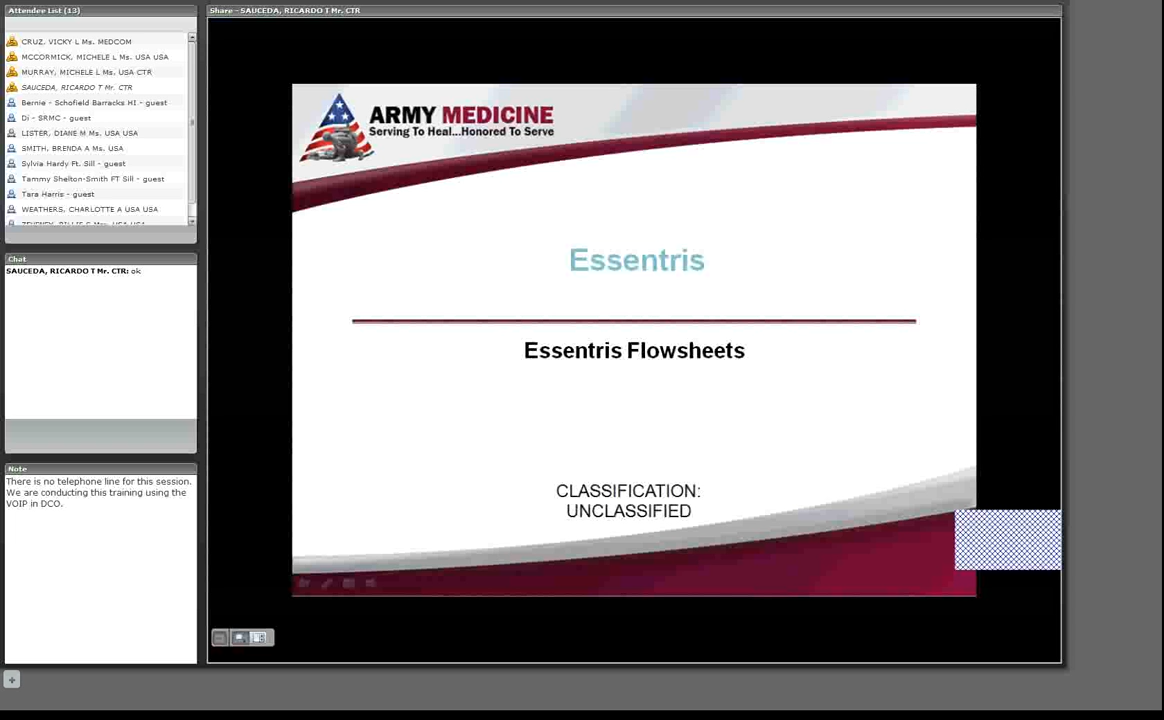 Attendee List (13)
CRUZ, VICKY L Ms. MEDCOM
MCCORMICK, MICHELE L Ms. USA USA
MURRAY, MICHELE L Ms. USA CTR
SAUCEDA, RICARDO T Mr. CTR
Bernie - Schofield Barracks HI - guest
Di - SRMC - guest
LISTER, DIANE M Ms. USA USA
SMITH, BRENDA A Ms. USA
Sylvia Hardy Ft. Sill - guest
Tammy Shelton-Smith FT Sill - guest
Tara Harris - guest
WEATHERS, CHARLOTTE A USA USA
Chat
SAUCEDA, RICARDO T Mr. CTR: ok
Note
There is no telephone line for this session.
We are conducting this training using the
VOIP in DCO.
Share - SAUCEDA, RICARDO T Mr. CTR
ARMY MEDICINE
Serving To Heal...Honored To Serve
Essentris
Essentris Flowsheets
CLASSIFICATION:
UNCLASSIFIED